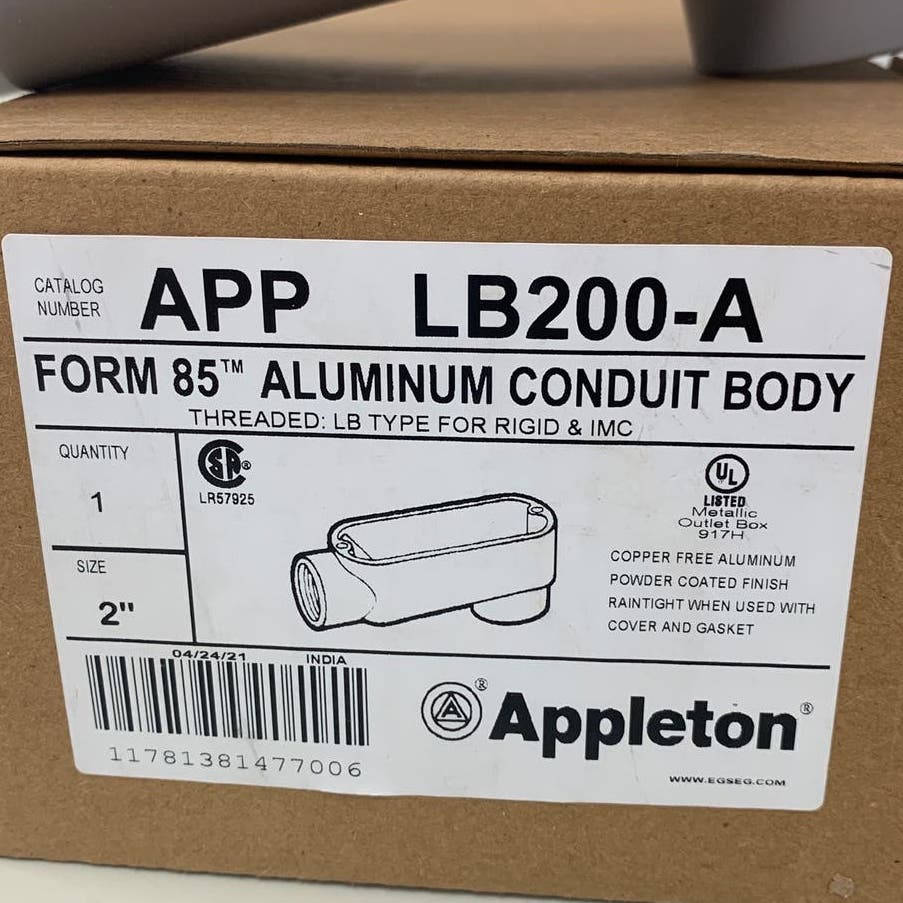 CATALOG
NUMBER
APP LB200-A
FORM 85™ ALUMINUM CONDUIT BODY
THREADED: LB TYPE FOR RIGID & IMC
QUANTITY
1
SIZE
2"
SA®
LR57925
UL
LISTED
Metallic
Outlet Box
917H
COPPER FREE ALUMINUM
POWDER COATED FINISH
RAINTIGHT WHEN USED WITH
COVER AND GASKET
04/24/21 INDIA
11781381477006
A® Appleton®
WWW.EGSEG.COM